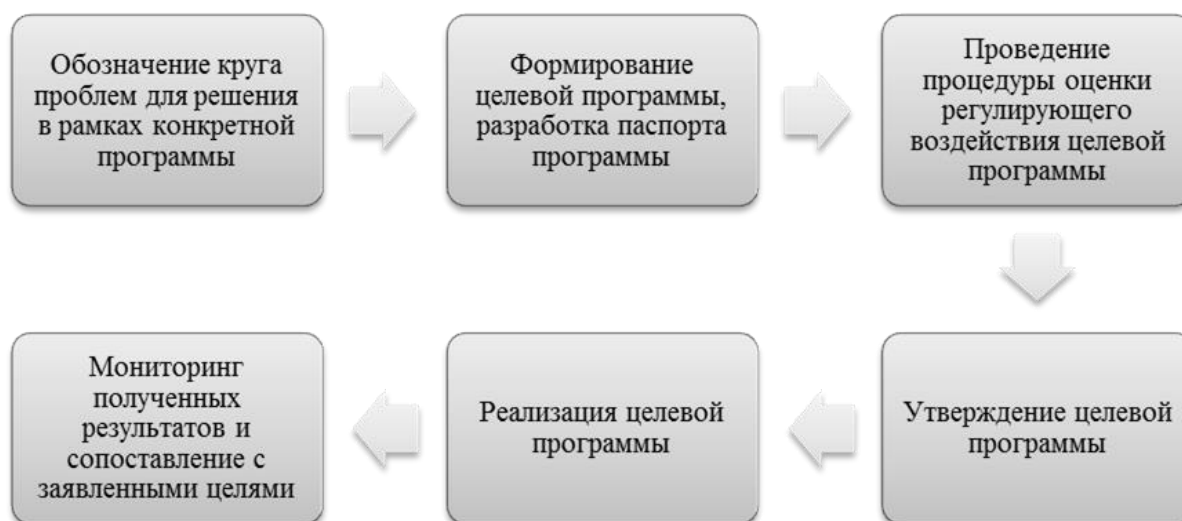 Обозначение круга
проблем для решения
в рамках конкретной
программы
Формирование
целевой программы,
разработка паспорта
программы
Проведение
процедуры оценки
регулирующего
воздействия целевой
программы
Утверждение целевой
программы
Реализация целевой
программы
Мониторинг
полученных
результатов и
сопоставление с
заявленными целями